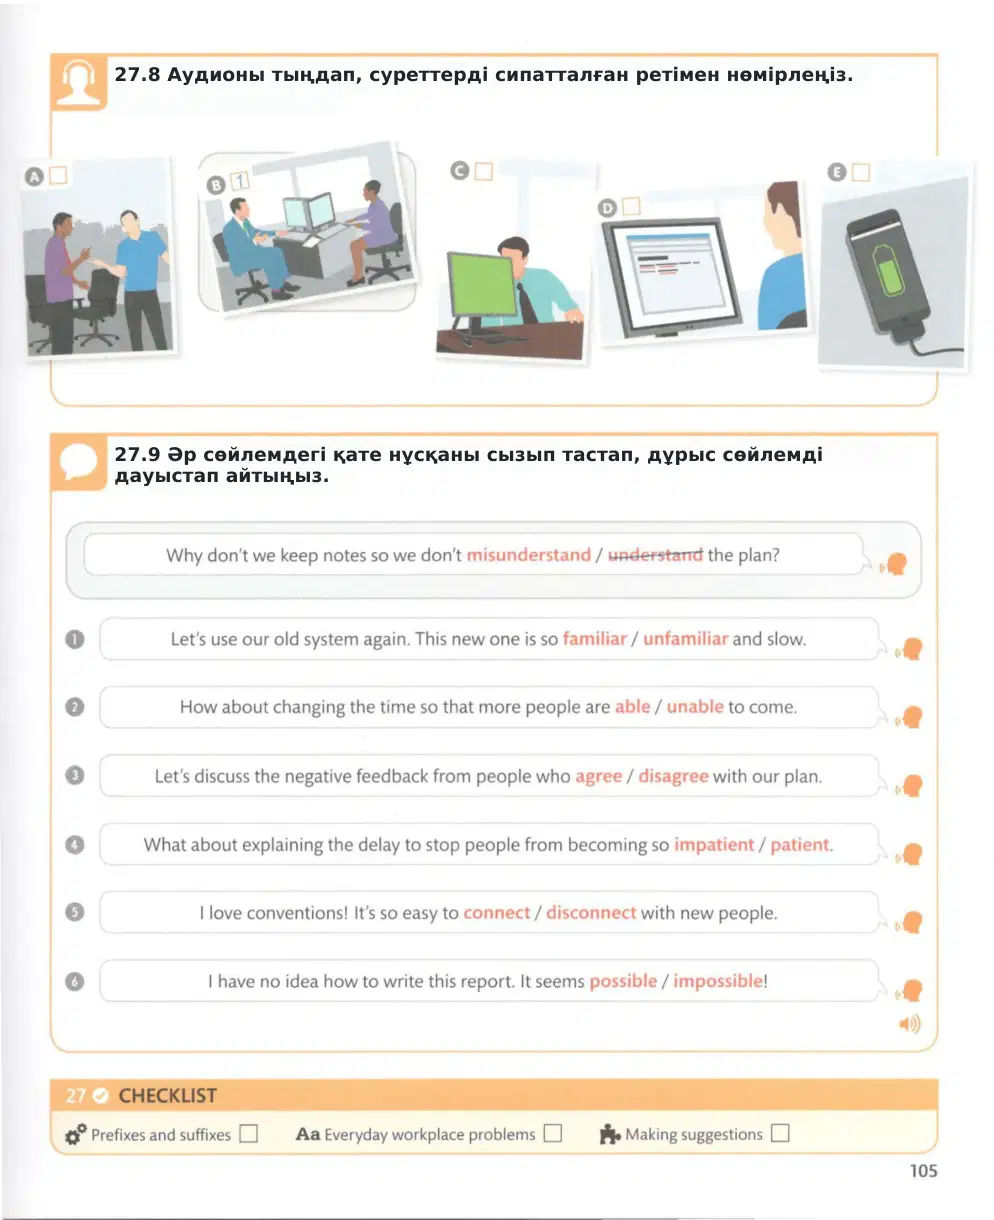 27.8 Аудионы тыңдап, суреттерді сипатталған ретімен нөмірлеңіз.
A
B 1
C
D
E
27.9 Әр сөйлемдегі қате нұсқаны сызып тастап, дұрыс сөйлемді
дауыстап айтыңыз.
Why don't we keep notes so we don't misunderstand / understand the plan?
1 Let's use our old system again. This new one is so familiar / unfamiliar and slow.
2 How about changing the time so that more people are able / unable to come.
3 Let's discuss the negative feedback from people who agree / disagree with our plan.
4 What about explaining the delay to stop people from becoming so impatient / patient.
5 I love conventions! It's so easy to connect / disconnect with new people.
6 I have no idea how to write this report. It seems possible / impossible!
27 CHECKLIST
Prefixes and suffixes Aa Everyday workplace problems Making suggestions
105